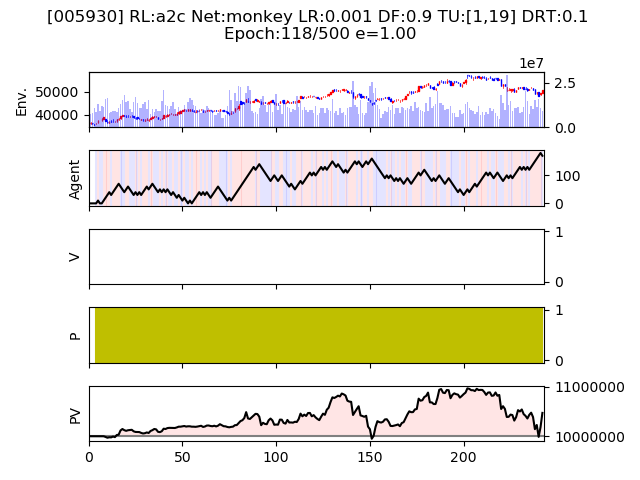 [005930] RL:a2c Net:monkey LR:0.001 DF:0.9 TU:[1,19] DRT:0.1
Epoch:118/500 e=1.00
1e7
Env.
50000
40000
2.5
0.0
Agent
100
0
V
1
0
P
1
0
PV
11000000
10000000
0 50 100 150 200